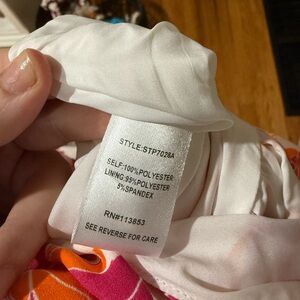 STYLE:STP7028A
SELF:100%POLYESTER
LINING:95%POLYESTER
5%SPANDEX
RN#113853
SEE REVERSE FOR CARE